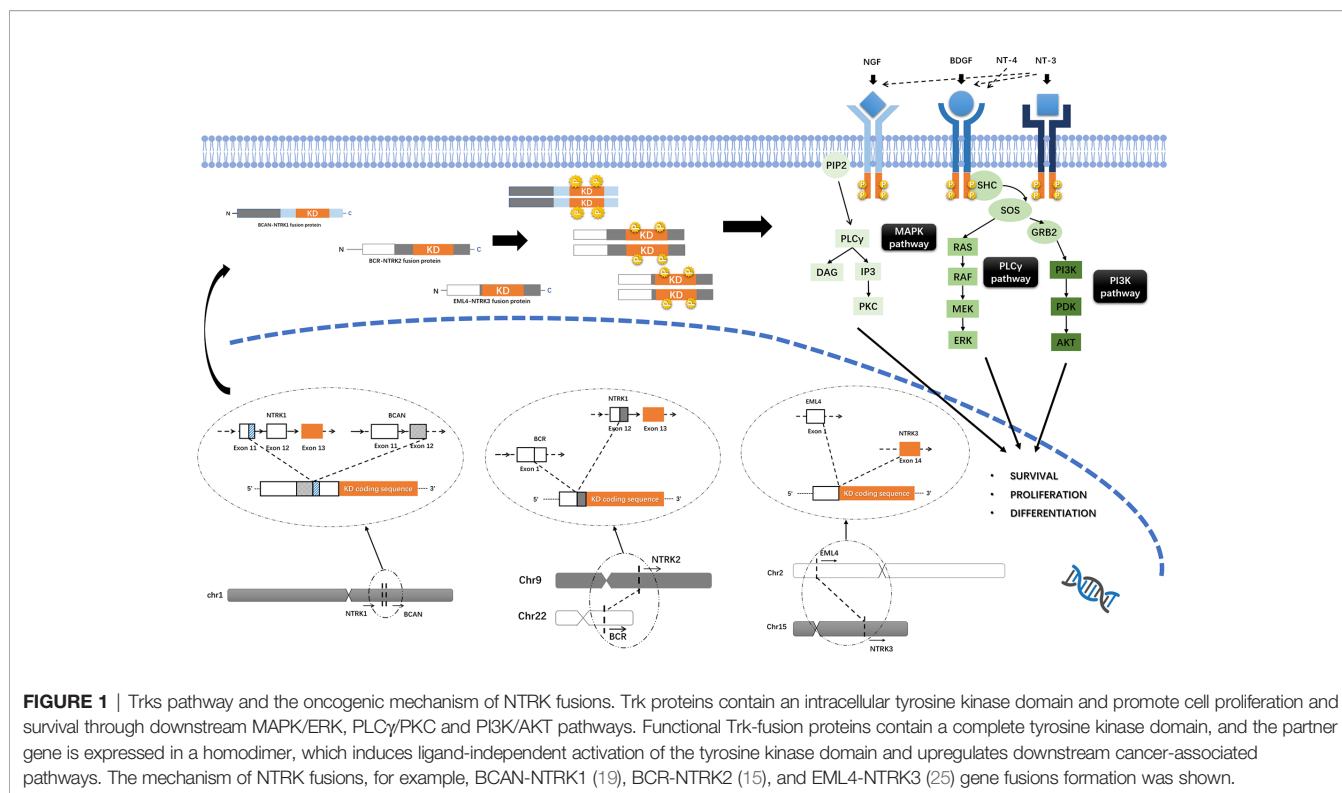 NGF
BDGF
NT-4
NT-3
PIP2
P P
P P
P P
P P
P P
P P
SHC
SOS
GRB2
PLCγ
MAPK
pathway
DAG
IP3
PKC
RAS
RAF
MEK
ERK
PLCγ
pathway
PI3K
PDK
AKT
PI3K
pathway
N
KD
C
BCAN-NTRK1 fusion protein
N
KD
C
BCR-NTRK2 fusion protein
N
KD
C
EML4-NTRK3 fusion protein
P P
KD
KD
P P
P P
KD
KD
P P
P P
KD
KD
P P
NTRK1
BCAN
Exon 11 Exon 12 Exon 13 Exon 11 Exon 12
5' KD coding sequence 3'
NTRK1
Exon 12 Exon 13
BCR
Exon 1
5' KD coding sequence 3'
EML4
Exon 1
NTRK3
Exon 14
5' KD coding sequence 3'
• SURVIVAL
• PROLIFERATION
• DIFFERENTIATION
chr1
NTRK1 BCAN
NTRK2
Chr9
Chr22
BCR
EML4
Chr2
Chr15
NTRK3
FIGURE 1 | Trks pathway and the oncogenic mechanism of NTRK fusions. Trk proteins contain an intracellular tyrosine kinase domain and promote cell proliferation and
survival through downstream MAPK/ERK, PLCγ/PKC and PI3K/AKT pathways. Functional Trk-fusion proteins contain a complete tyrosine kinase domain, and the partner
gene is expressed in a homodimer, which induces ligand-independent activation of the tyrosine kinase domain and upregulates downstream cancer-associated
pathways. The mechanism of NTRK fusions, for example, BCAN-NTRK1 (19), BCR-NTRK2 (15), and EML4-NTRK3 (25) gene fusions formation was shown.